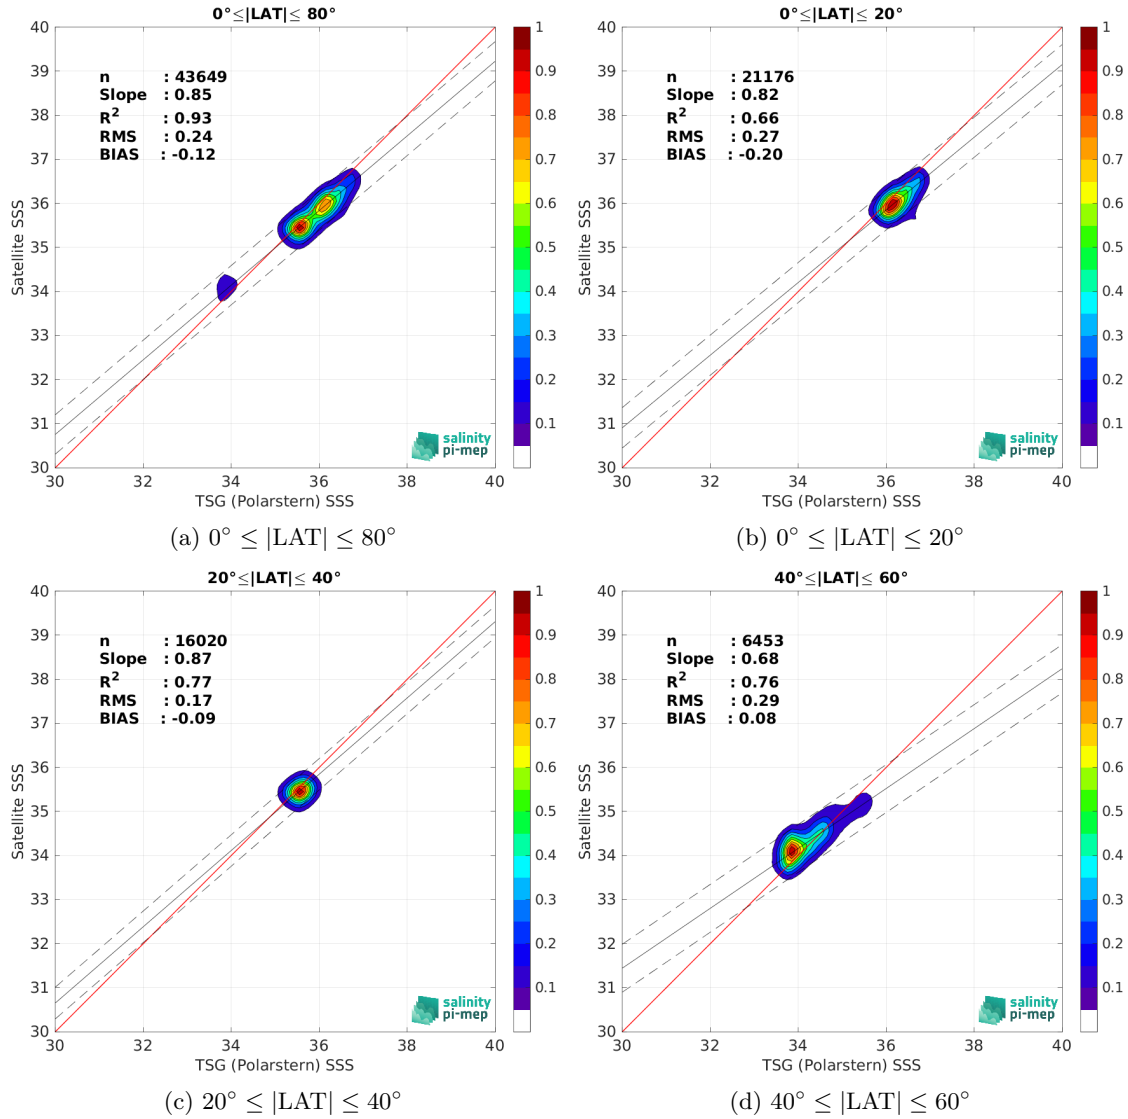 0°≤|LAT|≤ 80°
n : 43649
Slope : 0.85
R² : 0.93
RMS : 0.24
BIAS : -0.12
Satellite SSS
40
39
38
37
36
35
34
33
32
31
30
30 32 34 36 38 40
TSG (Polarstern) SSS
1
0.9
0.8
0.7
0.6
0.5
0.4
0.3
0.2
0.1
salinity
pi-mep
(a) 0° ≤ |LAT| ≤ 80°
0°≤|LAT|≤ 20°
n : 21176
Slope : 0.82
R² : 0.66
RMS : 0.27
BIAS : -0.20
Satellite SSS
40
39
38
37
36
35
34
33
32
31
30
30 32 34 36 38 40
TSG (Polarstern) SSS
1
0.9
0.8
0.7
0.6
0.5
0.4
0.3
0.2
0.1
salinity
pi-mep
(b) 0° ≤ |LAT| ≤ 20°
20°≤|LAT|≤ 40°
n : 16020
Slope : 0.87
R² : 0.77
RMS : 0.17
BIAS : -0.09
Satellite SSS
40
39
38
37
36
35
34
33
32
31
30
30 32 34 36 38 40
TSG (Polarstern) SSS
1
0.9
0.8
0.7
0.6
0.5
0.4
0.3
0.2
0.1
salinity
pi-mep
(c) 20° ≤ |LAT| ≤ 40°
40°≤|LAT|≤ 60°
n : 6453
Slope : 0.68
R² : 0.76
RMS : 0.29
BIAS : 0.08
Satellite SSS
40
39
38
37
36
35
34
33
32
31
30
30 32 34 36 38 40
TSG (Polarstern) SSS
1
0.9
0.8
0.7
0.6
0.5
0.4
0.3
0.2
0.1
salinity
pi-mep
(d) 40° ≤ |LAT| ≤ 60°